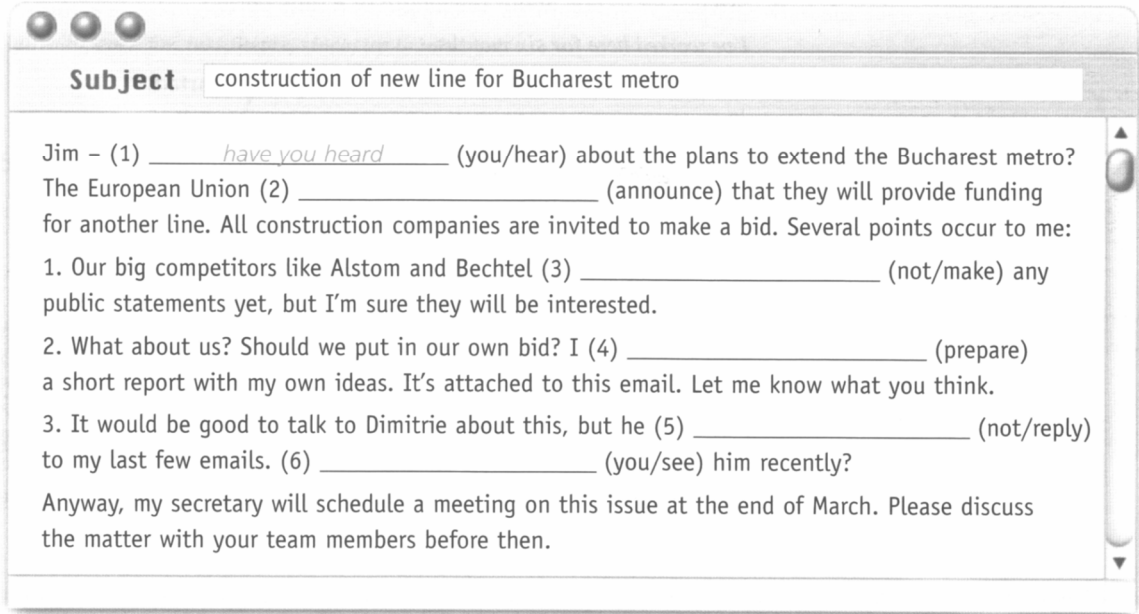 Subject construction of new line for Bucharest metro
Jim – (1) have you heard (you/hear) about the plans to extend the Bucharest metro?
The European Union (2) ____________________ (announce) that they will provide funding
for another line. All construction companies are invited to make a bid. Several points occur to me:
1. Our big competitors like Alstom and Bechtel (3) ____________________ (not/make) any
public statements yet, but I'm sure they will be interested.
2. What about us? Should we put in our own bid? I (4) ____________________ (prepare)
a short report with my own ideas. It's attached to this email. Let me know what you think.
3. It would be good to talk to Dimitrie about this, but he (5) ____________________ (not/reply)
to my last few emails. (6) ____________________ (you/see) him recently?
Anyway, my secretary will schedule a meeting on this issue at the end of March. Please discuss
the matter with your team members before then.